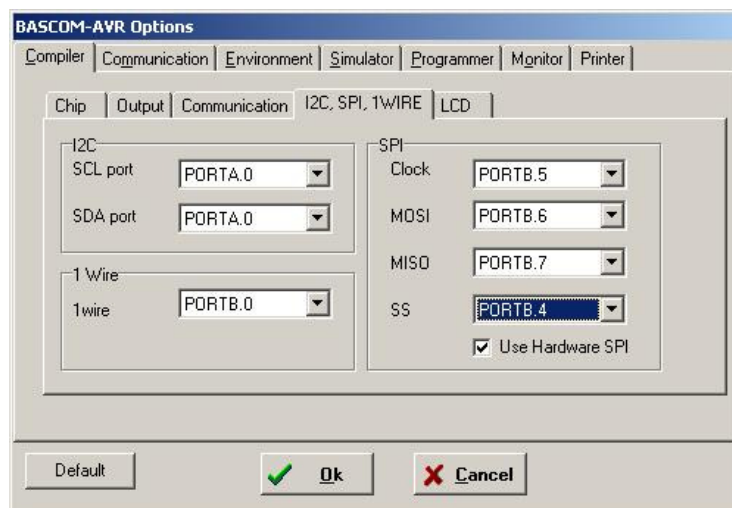 BASCOM-AVR Options
Compiler Communication Environment Simulator Programmer Monitor Printer
Chip Output Communication I2C, SPI, 1WIRE LCD
I2C
SCL port PORTA.0
SDA port PORTA.0
1 Wire
1wire PORTB.0
SPI
Clock PORTB.5
MOSI PORTB.6
MISO PORTB.7
SS PORTB.4
Use Hardware SPI
Default Ok Cancel